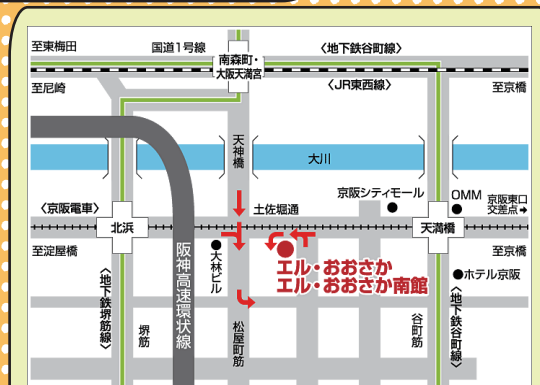 至東梅田
国道1号線
南森町・
大阪天満宮
〈地下鉄谷町線〉
至尼崎
〈JR東西線〉
至京橋
天神橋
大川
京阪シティモール
OMM
京阪東口
交差点➡
〈京阪電車〉
土佐堀通
北浜
天満橋
至淀屋橋
至京橋
大林ビル
エル・おおさか
エル・おおさか南館
ホテル京阪
阪神高速環状線
〈地下鉄堺筋線〉
堺筋
松屋町筋
谷町筋
〈地下鉄谷町線〉